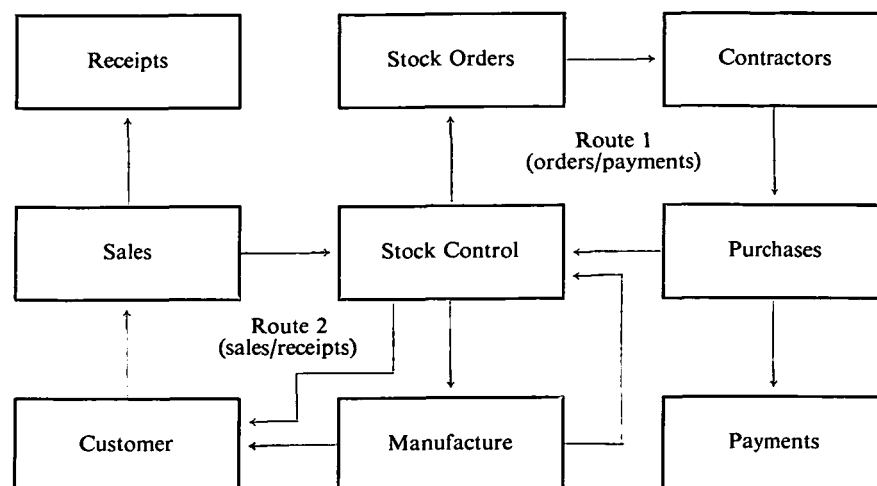 Receipts
Stock Orders
Contractors
Route 1
(orders/payments)
Sales
Stock Control
Purchases
Route 2
(sales/receipts)
Customer
Manufacture
Payments